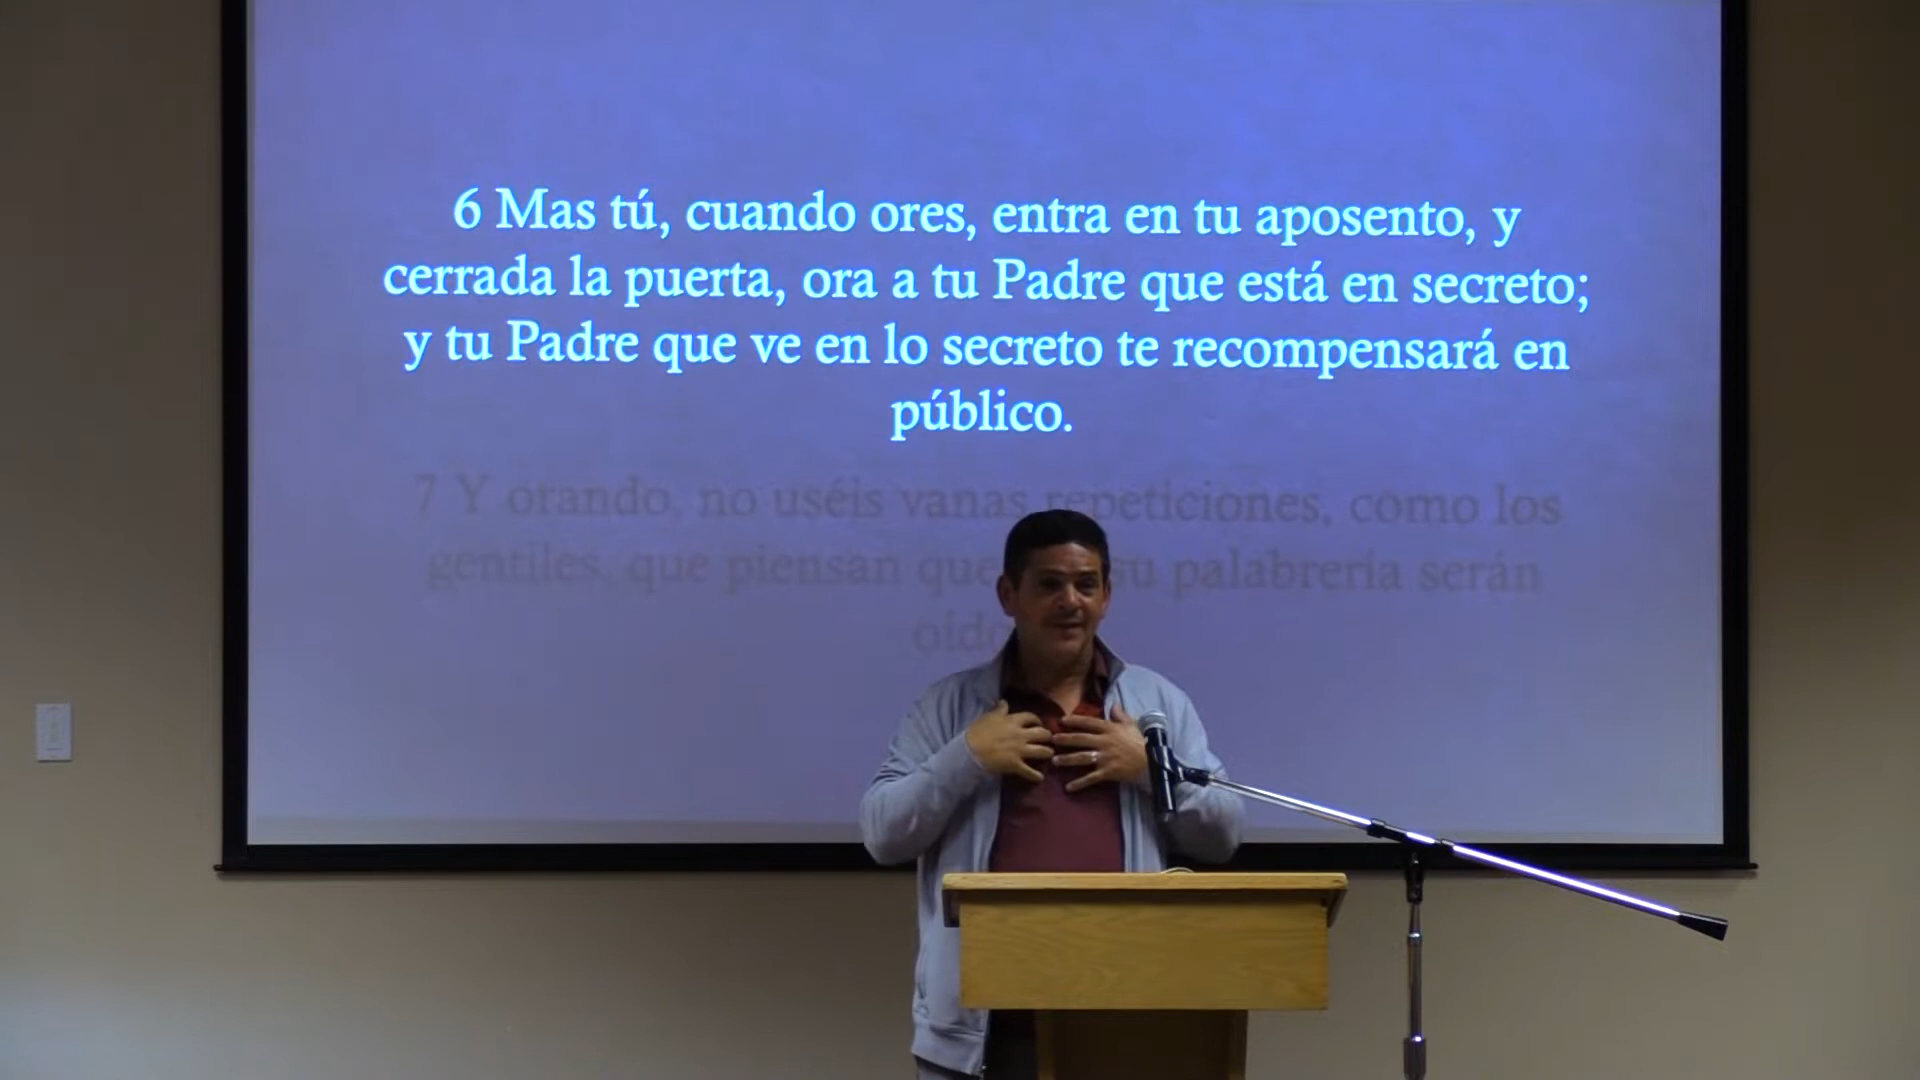 6 Mas tú, cuando ores, entra en tu aposento, y
cerrada la puerta, ora a tu Padre que está en secreto;
y tu Padre que ve en lo secreto te recompensará en
público.
7 Y orando, no uséis vanas repeticiones, como los
gentiles, que piensan que su palabrería serán